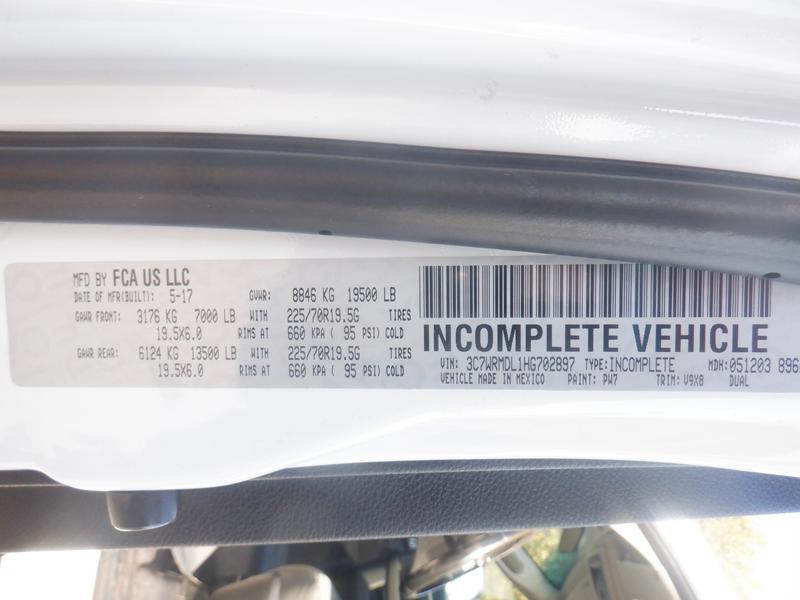 MFD BY FCA US LLC
DATE OF MFR(BUILT): 5-17 GVWR: 8846 KG 19500 LB
GAWR FRONT: 3176 KG 7000 LB WITH 225/70R19.5G TIRES
19.5X6.0 RIMS AT 660 KPA ( 95 PSI) COLD
GAWR REAR: 6124 KG 13500 LB WITH 225/70R19.5G TIRES
19.5X6.0 RIMS AT 660 KPA ( 95 PSI) COLD
INCOMPLETE VEHICLE
VIN: 3C7WRMDL1HG702897 TYPE: INCOMPLETE MDH: 051203 896
VEHICLE MADE IN MEXICO PAINT: PW7 TRIM: V9X8 DUAL